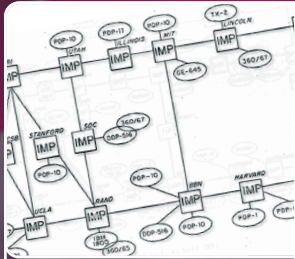 PDP-10
PDP-11
PDP-10
TX-2
UTAH
ILLINOIS
MIT
LINCOLN
IMP
IMP
IMP
IMP
IMP
GE-645
360/67
STANFORD
SDC
360/67
IMP
IMP
DDP-516
PDP-10
PDP-10
UCLA
RAND
BBN
HARVARD
IMP
IMP
IMP
IMP
DDP-516
PDP-10
PDP-1
360/65